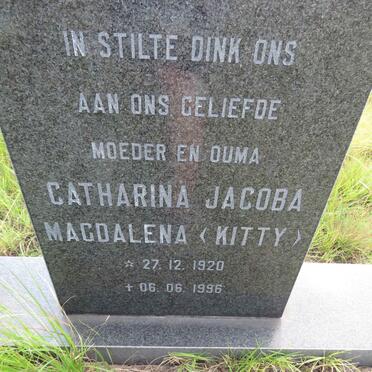 IN STILTE DINK ONS
AAN ONS GELIEFDE
MOEDER EN OUMA
CATHARINA JACOBA
MAGDALENA <KITTY>
☆ 27. 12. 1920
+ 06. 06. 1996